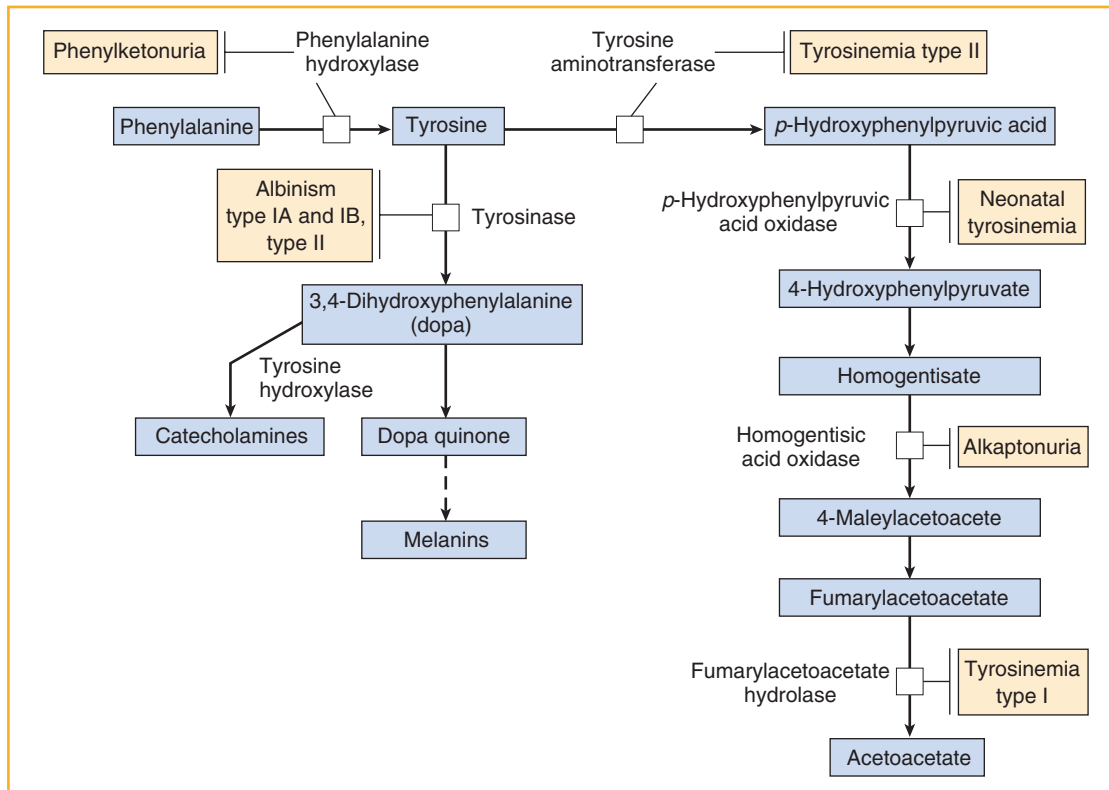 Phenylketonuria
Phenylalanine
hydroxylase
Tyrosine
aminotransferase
Tyrosinemia type II
Phenylalanine
Tyrosine
p-Hydroxyphenylpyruvic acid
Albinism
type IA and IB,
type II
Tyrosinase
p-Hydroxyphenylpyruvic
acid oxidase
Neonatal
tyrosinemia
3,4-Dihydroxyphenylalanine
(dopa)
4-Hydroxyphenylpyruvate
Tyrosine
hydroxylase
Homogentisate
Catecholamines
Dopa quinone
Homogentisic
acid oxidase
Alkaptonuria
Melanins
4-Maleylacetoacete
Fumarylacetoacetate
Fumarylacetoacetate
hydrolase
Tyrosinemia
type I
Acetoacetate